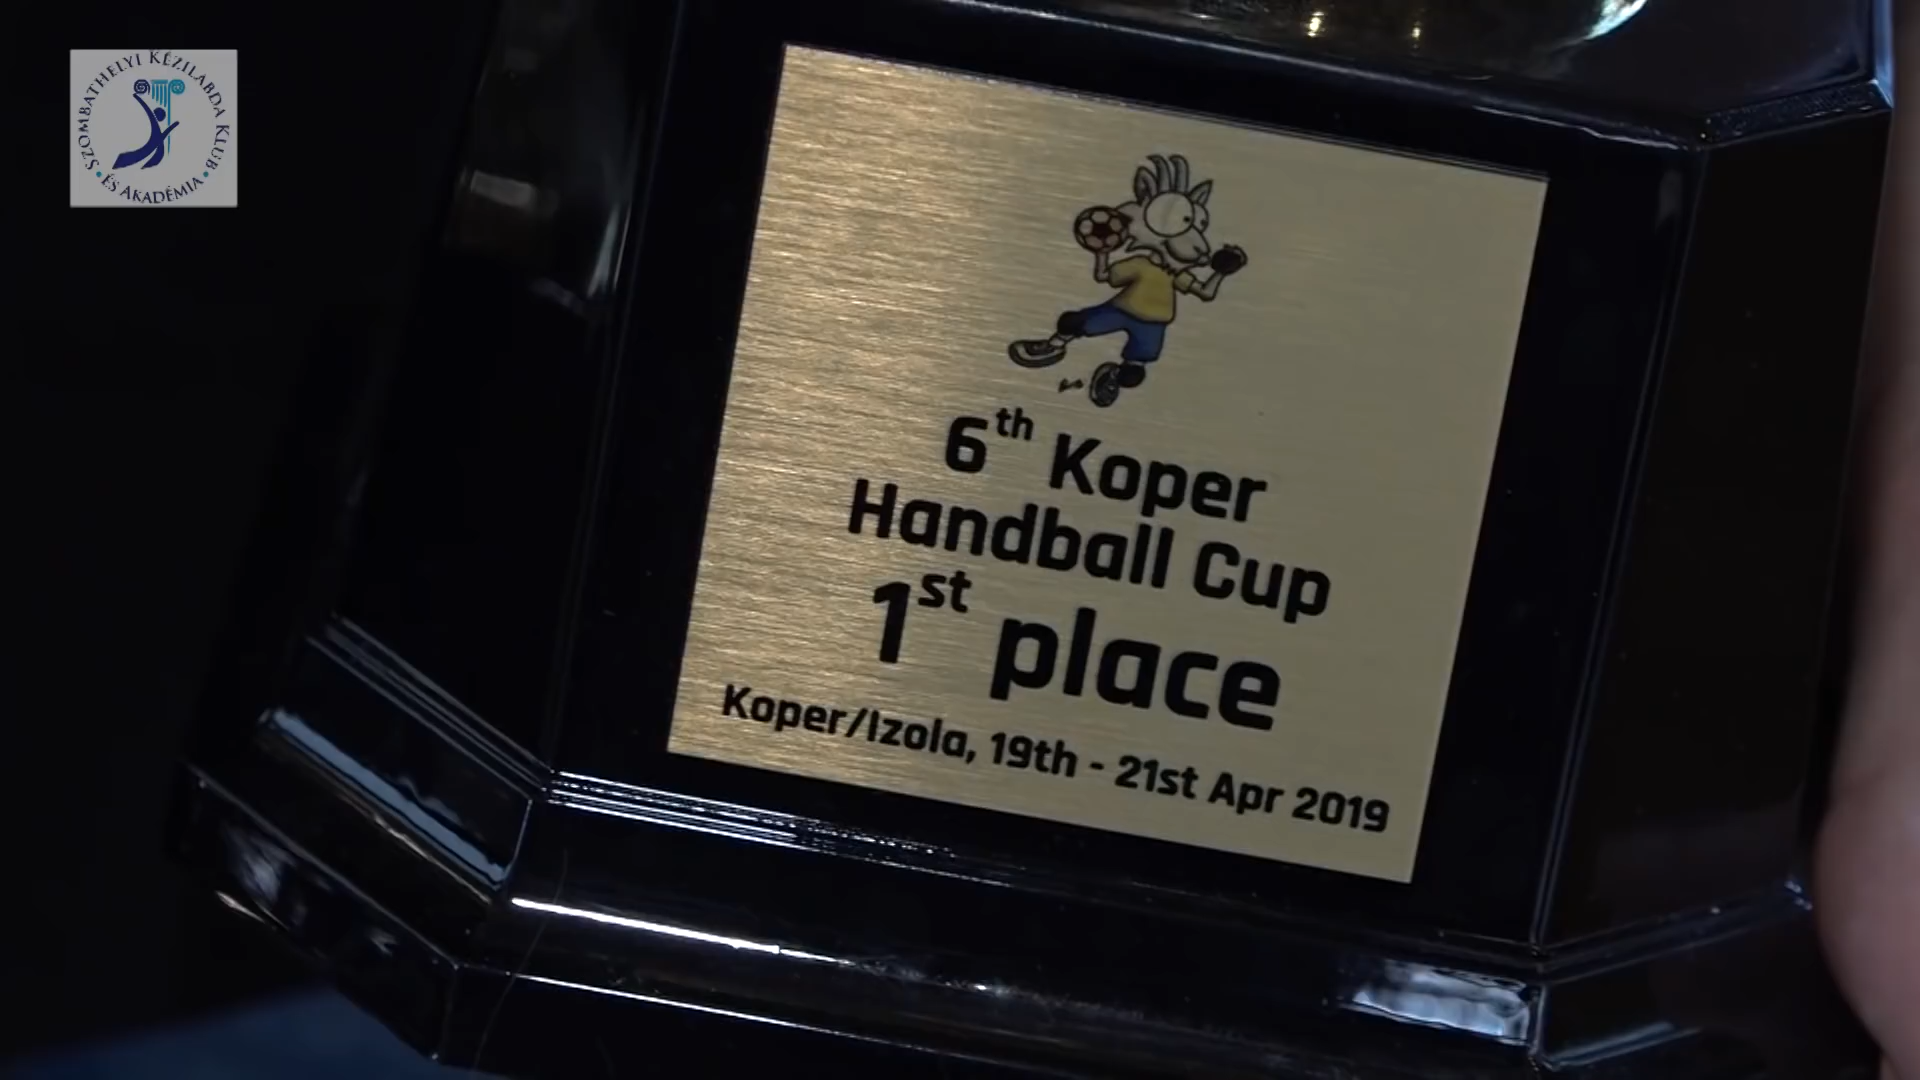 SZOMBATHELYI KÉZILABDA KLUB
• ÉS AKADÉMIA •
6th Koper
Handball Cup
1st place
Koper/Izola, 19th - 21st Apr 2019